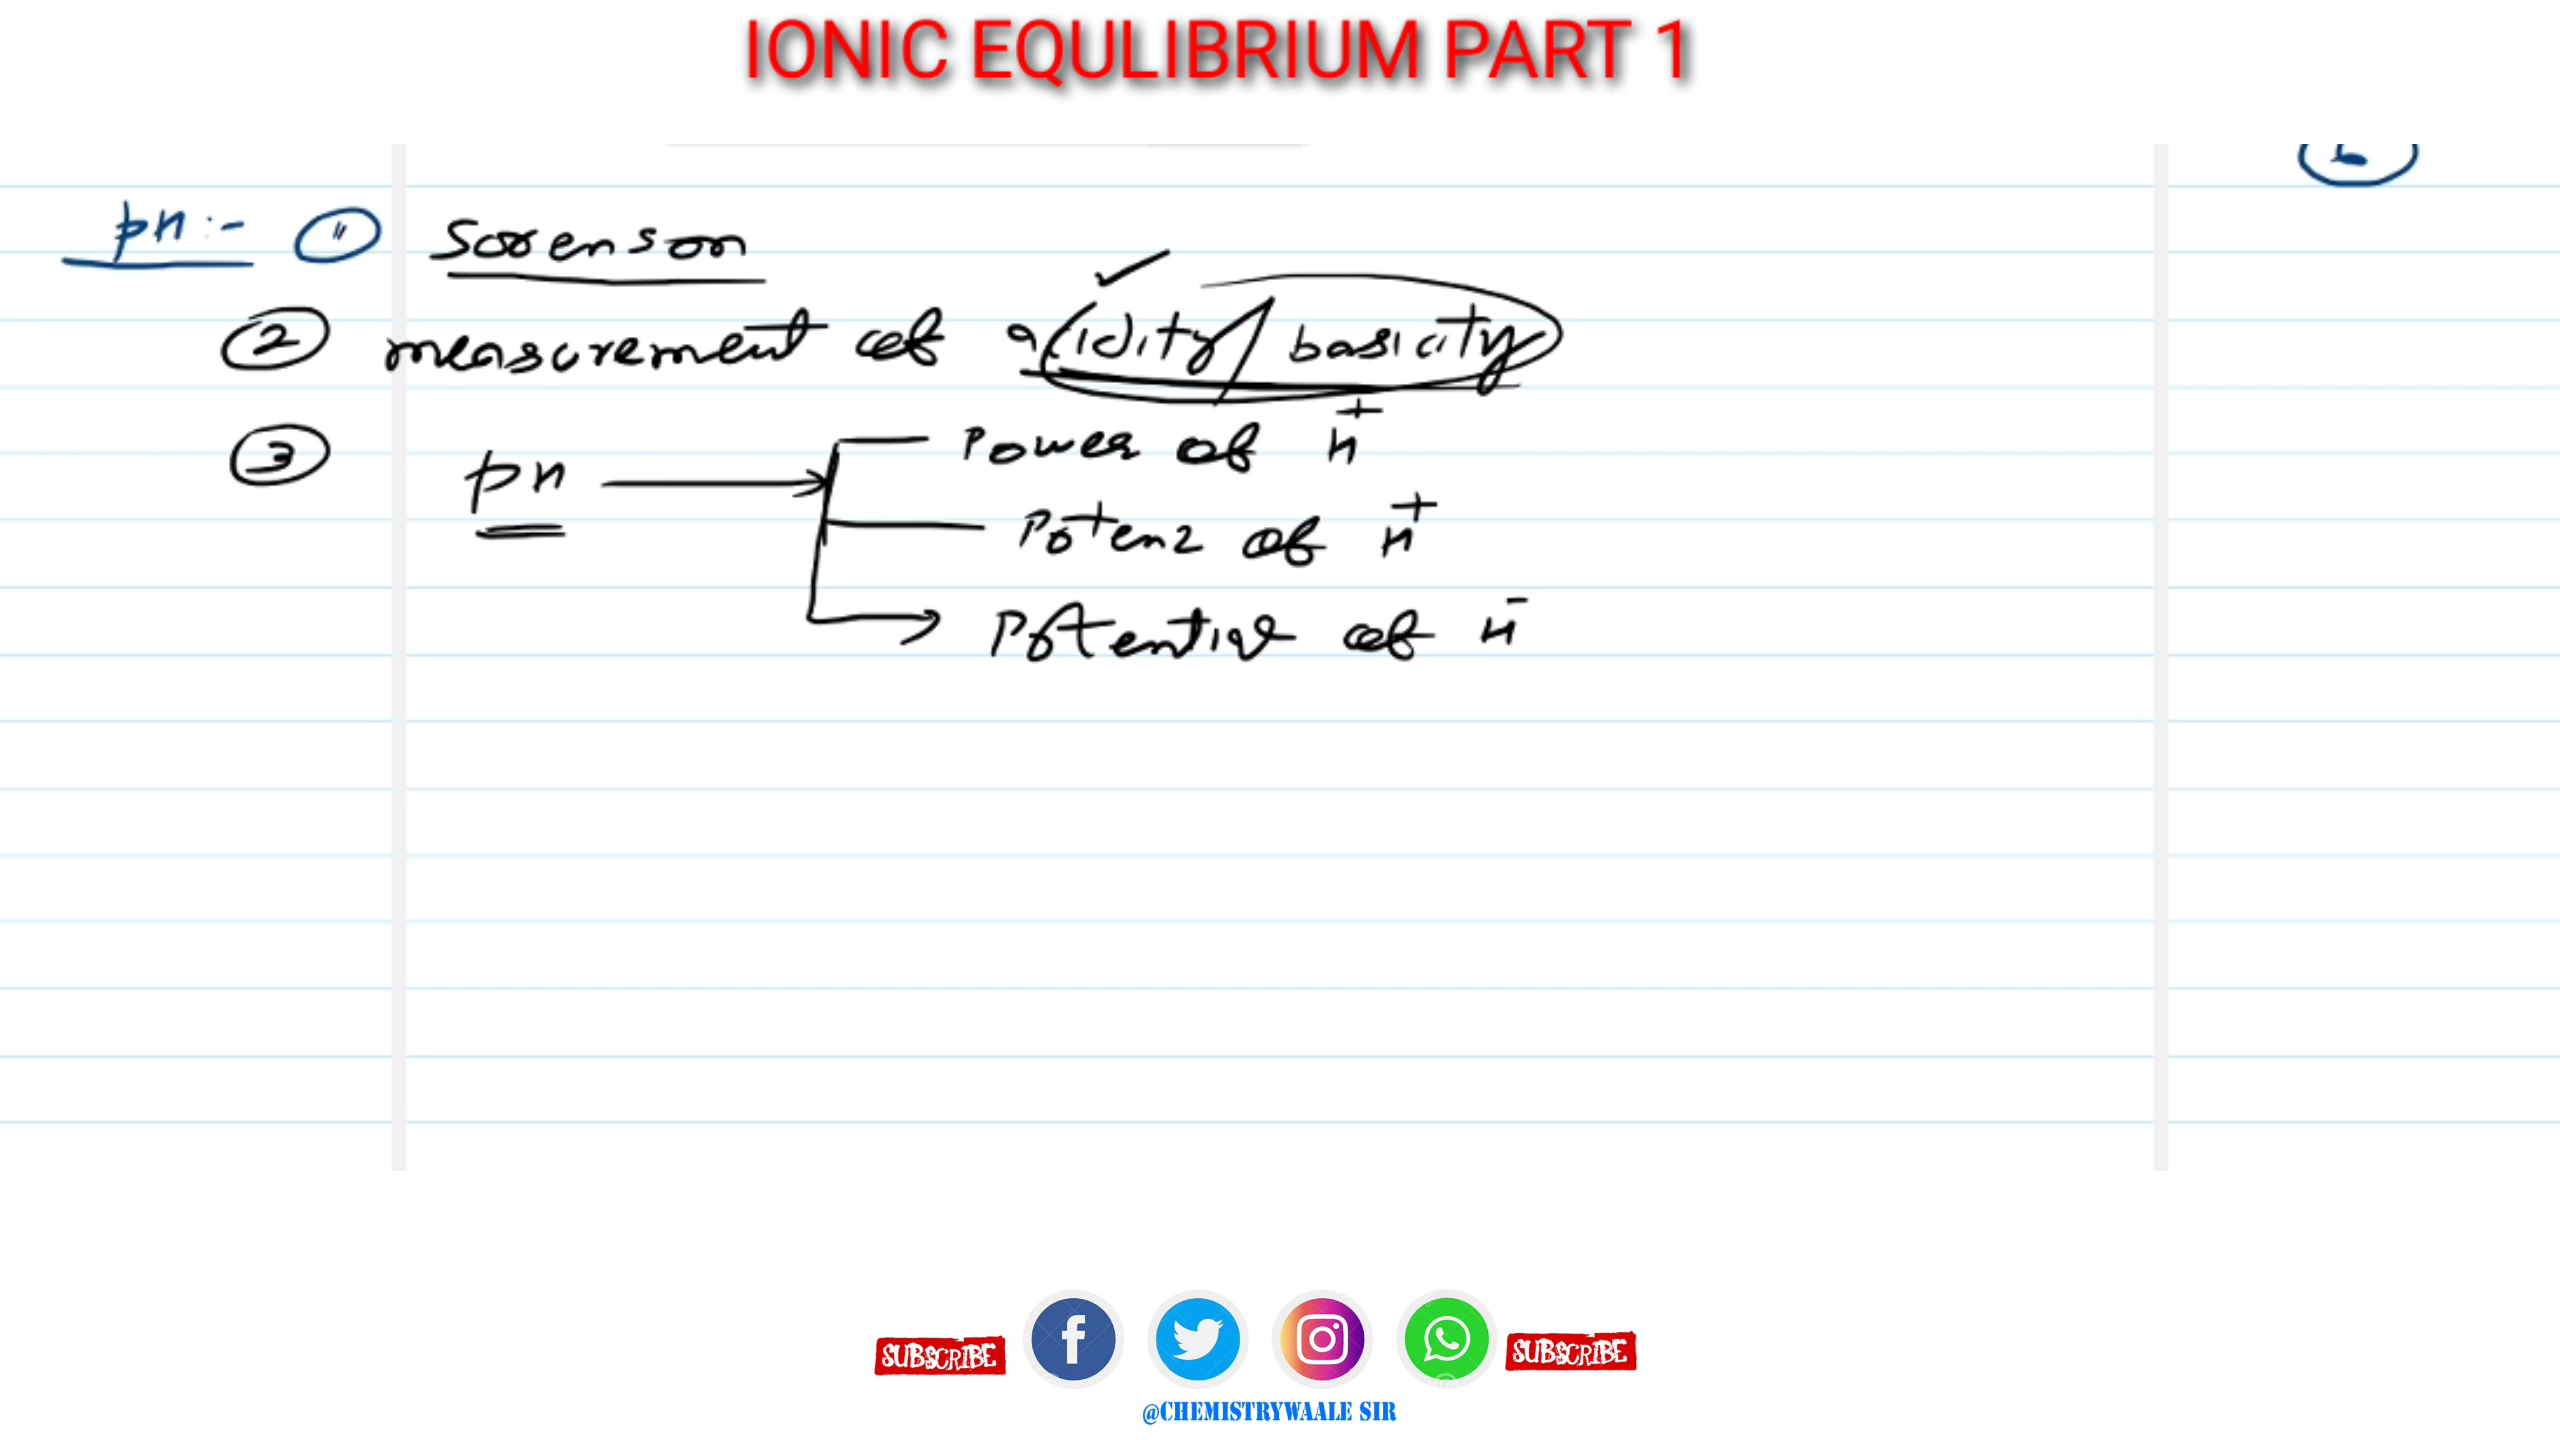 IONIC EQULIBRIUM PART 1
6
pH :- ① Sorenson
② measurement of acidity / basicity
③ pH → Power of H+
Potenz of H+
Potential of H-
SUBSCRIBE SUBSCRIBE
@CHEMISTRYWAALE SIR